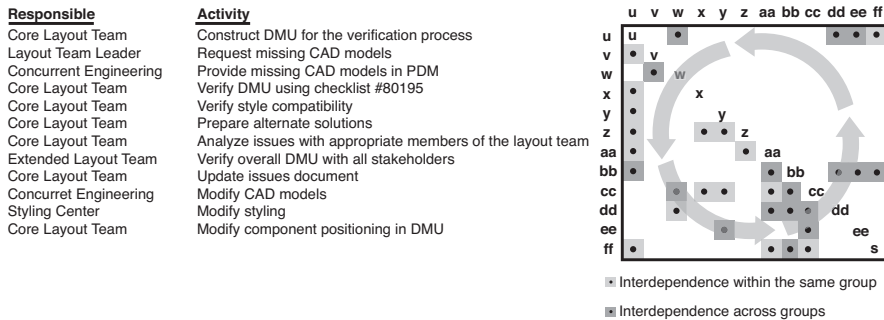 Responsible Activity u v w x y z aa bb cc dd ee ff
Core Layout Team Construct DMU for the verification process u u
Layout Team Leader Request missing CAD models v v
Concurrent Engineering Provide missing CAD models in PDM w w
Core Layout Team Verify DMU using checklist #80195 x x
Core Layout Team Verify style compatibility y y
Core Layout Team Prepare alternate solutions z z
Core Layout Team Analyze issues with appropriate members of the layout team aa aa
Extended Layout Team Verify overall DMU with all stakeholders bb bb
Core Layout Team Update issues document cc cc
Concurret Engineering Modify CAD models dd dd
Styling Center Modify styling ee ee
Core Layout Team Modify component positioning in DMU ff s
Interdependence within the same group
Interdependence across groups